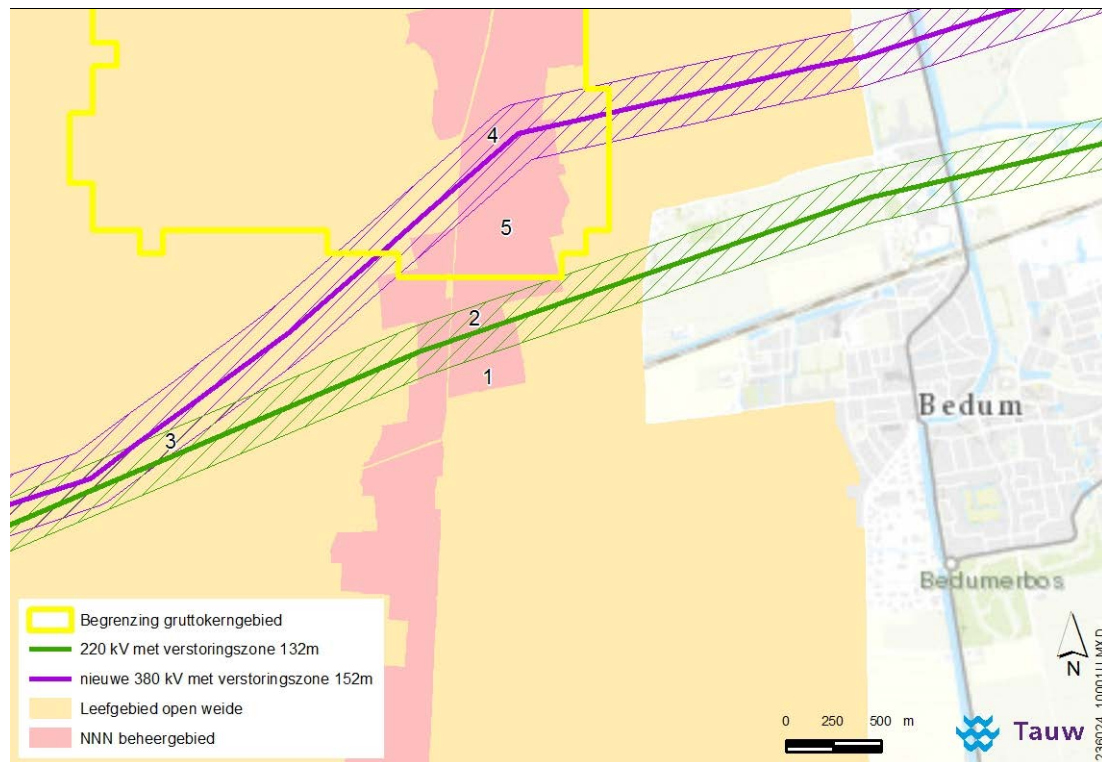 4
5
2
1
3
Bedum
Bedumerbos
Begrenzing gruttokerngebied
220 kV met verstoringszone 132m
nieuwe 380 kV met verstoringszone 152m
Leefgebied open weide
NNN beheergebied
0 250 500 m
N
Tauw